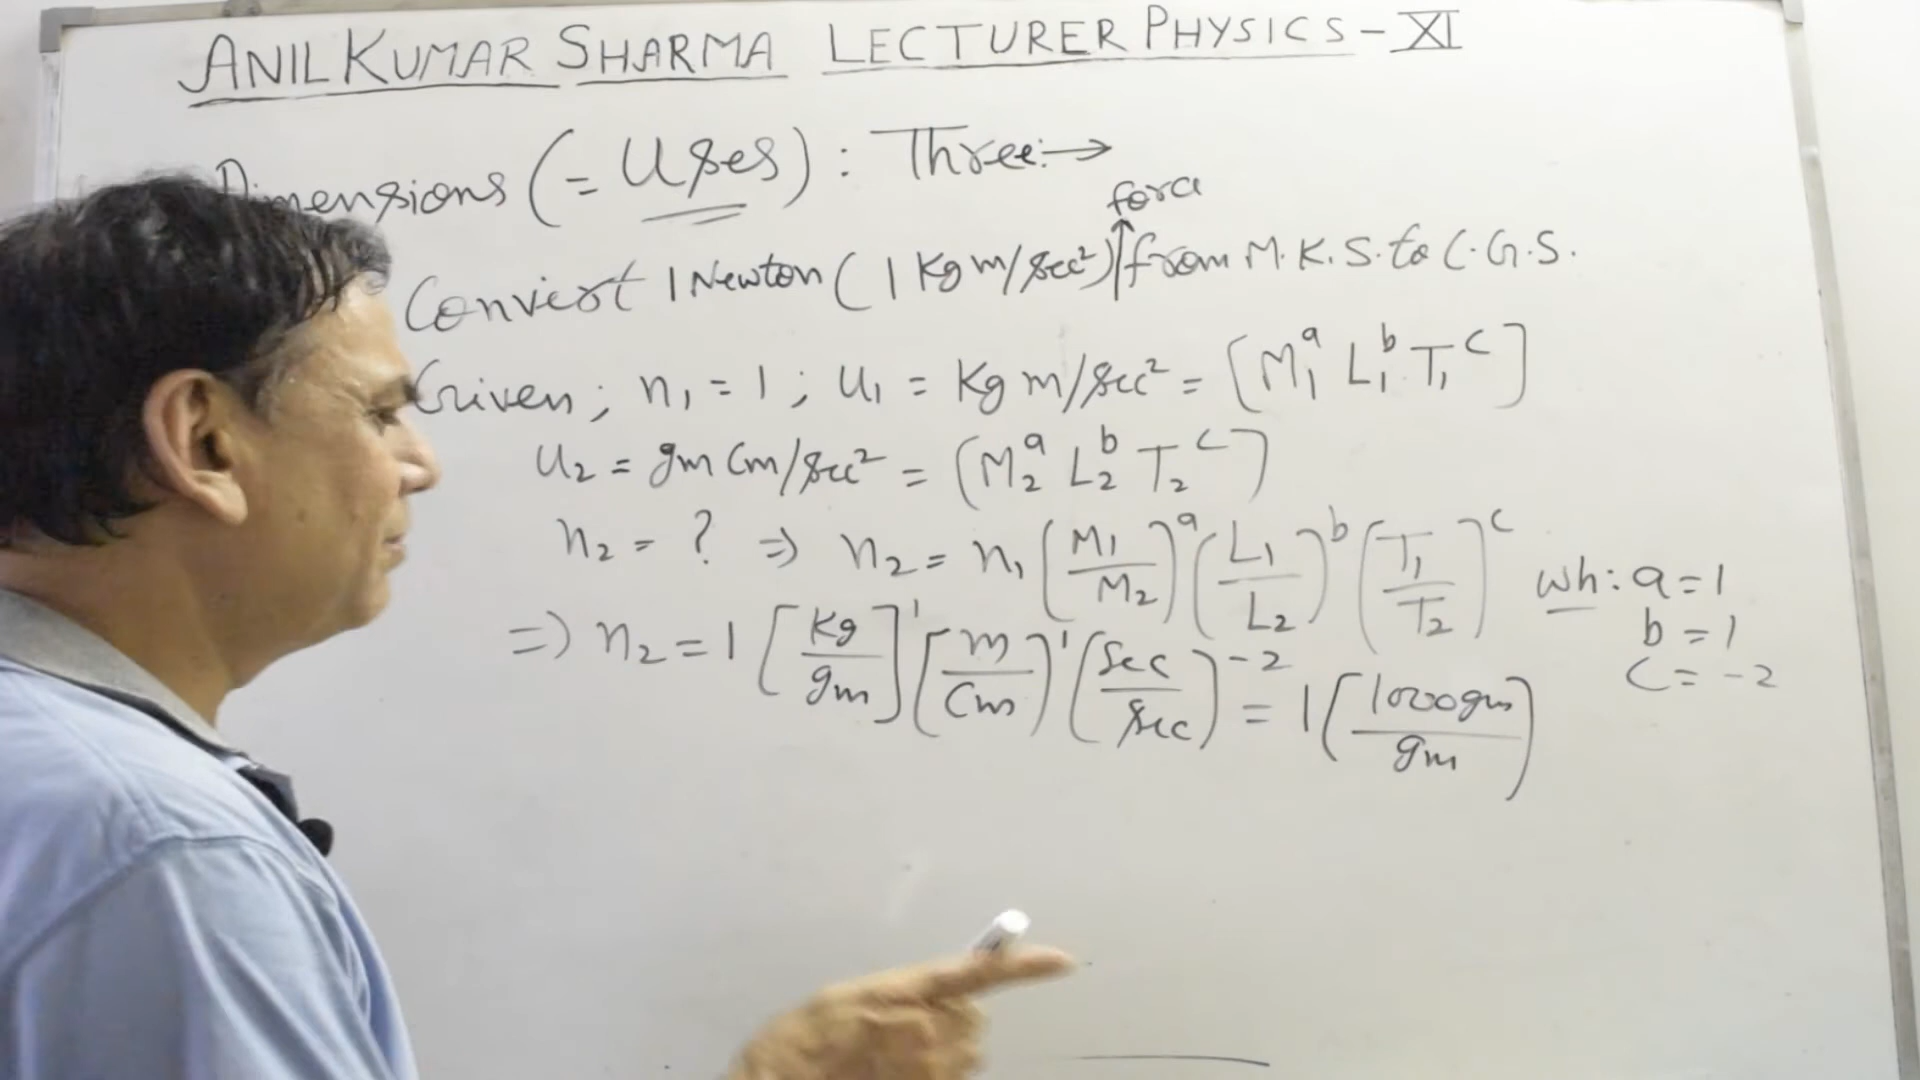 ANIL KUMAR SHARMA LECTURER PHYSICS - XI
Dimensions (= Uses) : Three :→
force
Convert 1 Newton ( 1 Kg m/sec²) ↑ from M.K.S. to C.G.S.
Given; n₁ = 1 ; u₁ = Kg m/sec² = [M₁ᵃ L₁ᵇ T₁ᶜ]
u₂ = gm Cm/sec² = (M₂ᵃ L₂ᵇ T₂ᶜ)
n₂ = ? ⇒ n₂ = n₁ (M₁/M₂)ᵃ (L₁/L₂)ᵇ (T₁/T₂)ᶜ wh: a = 1
b = 1
c = -2
⇒ n₂ = 1 [Kg/gm]¹ (m/Cm)¹ (Sec/sec)⁻² = 1 (1000gm/gm)